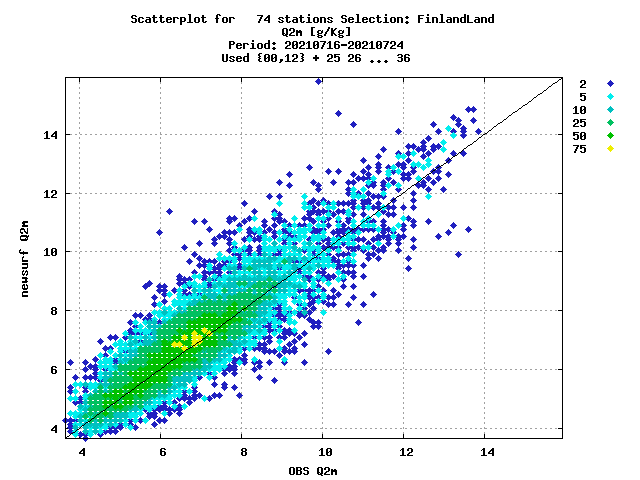 Scatterplot for 74 stations Selection: FinlandLand
Q2m [g/Kg]
Period: 20210716-20210724
Used {00,12} + 25 26 ... 36
2
5
10
25
50
75
14
12
10
8
6
4
newsurf Q2m
4 6 8 10 12 14
OBS Q2m